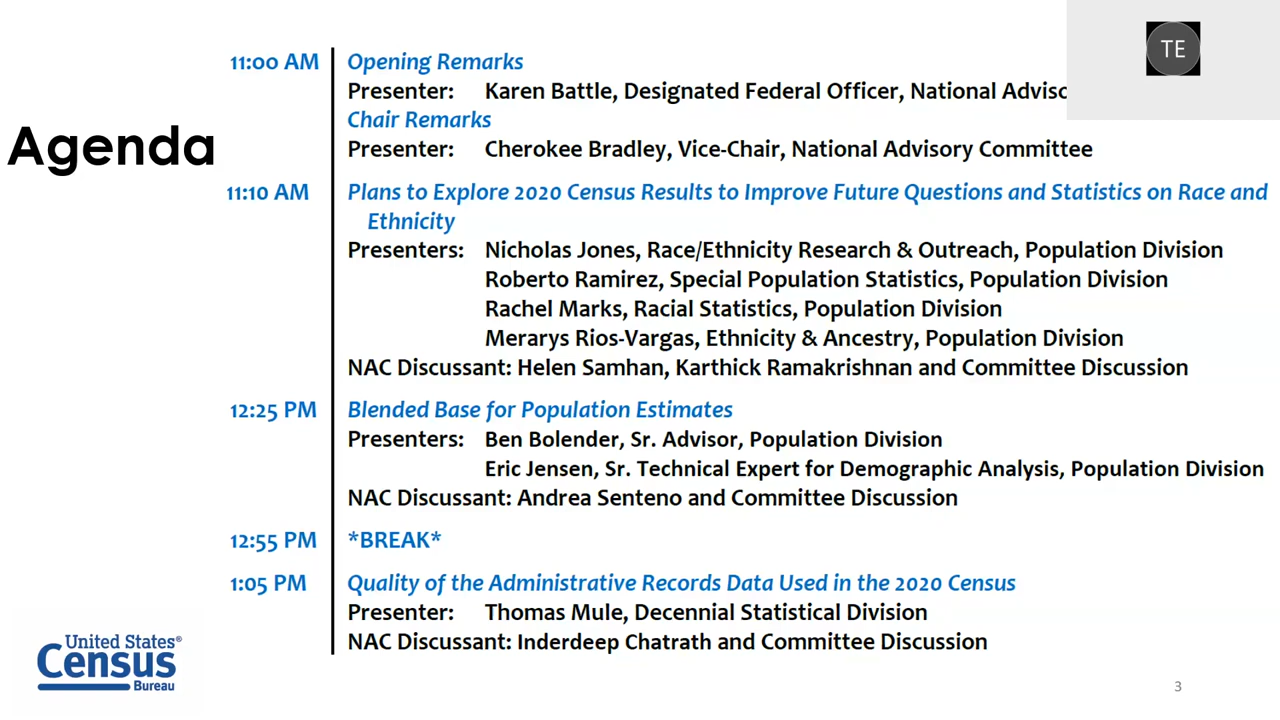 TE
Agenda
11:00 AM Opening Remarks
Presenter: Karen Battle, Designated Federal Officer, National
Chair Remarks
Presenter: Cherokee Bradley, Vice-Chair, National Advisory Committee
11:10 AM Plans to Explore 2020 Census Results to Improve Future Questions and Statistics on Race and
Ethnicity
Presenters: Nicholas Jones, Race/Ethnicity Research & Outreach, Population Division
Roberto Ramirez, Special Population Statistics, Population Division
Rachel Marks, Racial Statistics, Population Division
Merarys Rios-Vargas, Ethnicity & Ancestry, Population Division
NAC Discussant: Helen Samhan, Karthick Ramakrishnan and Committee Discussion
12:25 PM Blended Base for Population Estimates
Presenters: Ben Bolender, Sr. Advisor, Population Division
Eric Jensen, Sr. Technical Expert for Demographic Analysis, Population Division
NAC Discussant: Andrea Senteno and Committee Discussion
12:55 PM *BREAK*
1:05 PM Quality of the Administrative Records Data Used in the 2020 Census
Presenter: Thomas Mule, Decennial Statistical Division
NAC Discussant: Inderdeep Chatrath and Committee Discussion
United States®
Census
Bureau
3